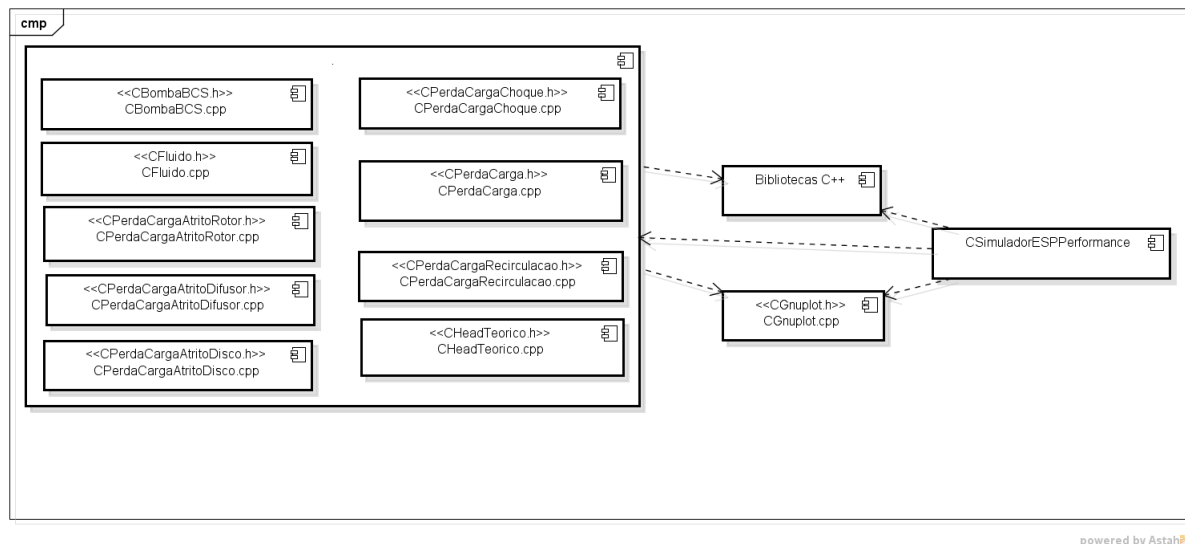 cmp
<<CBombaBCS.h>>
CBombaBCS.cpp
<<CFluido.h>>
CFluido.cpp
<<CPerdaCargaAtritoRotor.h>>
CPerdaCargaAtritoRotor.cpp
<<CPerdaCargaAtritoDifusor.h>>
CPerdaCargaAtritoDifusor.cpp
<<CPerdaCargaAtritoDisco.h>>
CPerdaCargaAtritoDisco.cpp
<<CPerdaCargaChoque.h>>
CPerdaCargaChoque.cpp
<<CPerdaCarga.h>>
CPerdaCarga.cpp
<<CPerdaCargaRecirculacao.h>>
CPerdaCargaRecirculacao.cpp
<<CHeadTeorico.h>>
CHeadTeorico.cpp
Bibliotecas C++
<<CGnuplot.h>>
CGnuplot.cpp
CSimuladorESPPerformance
powered by Astah